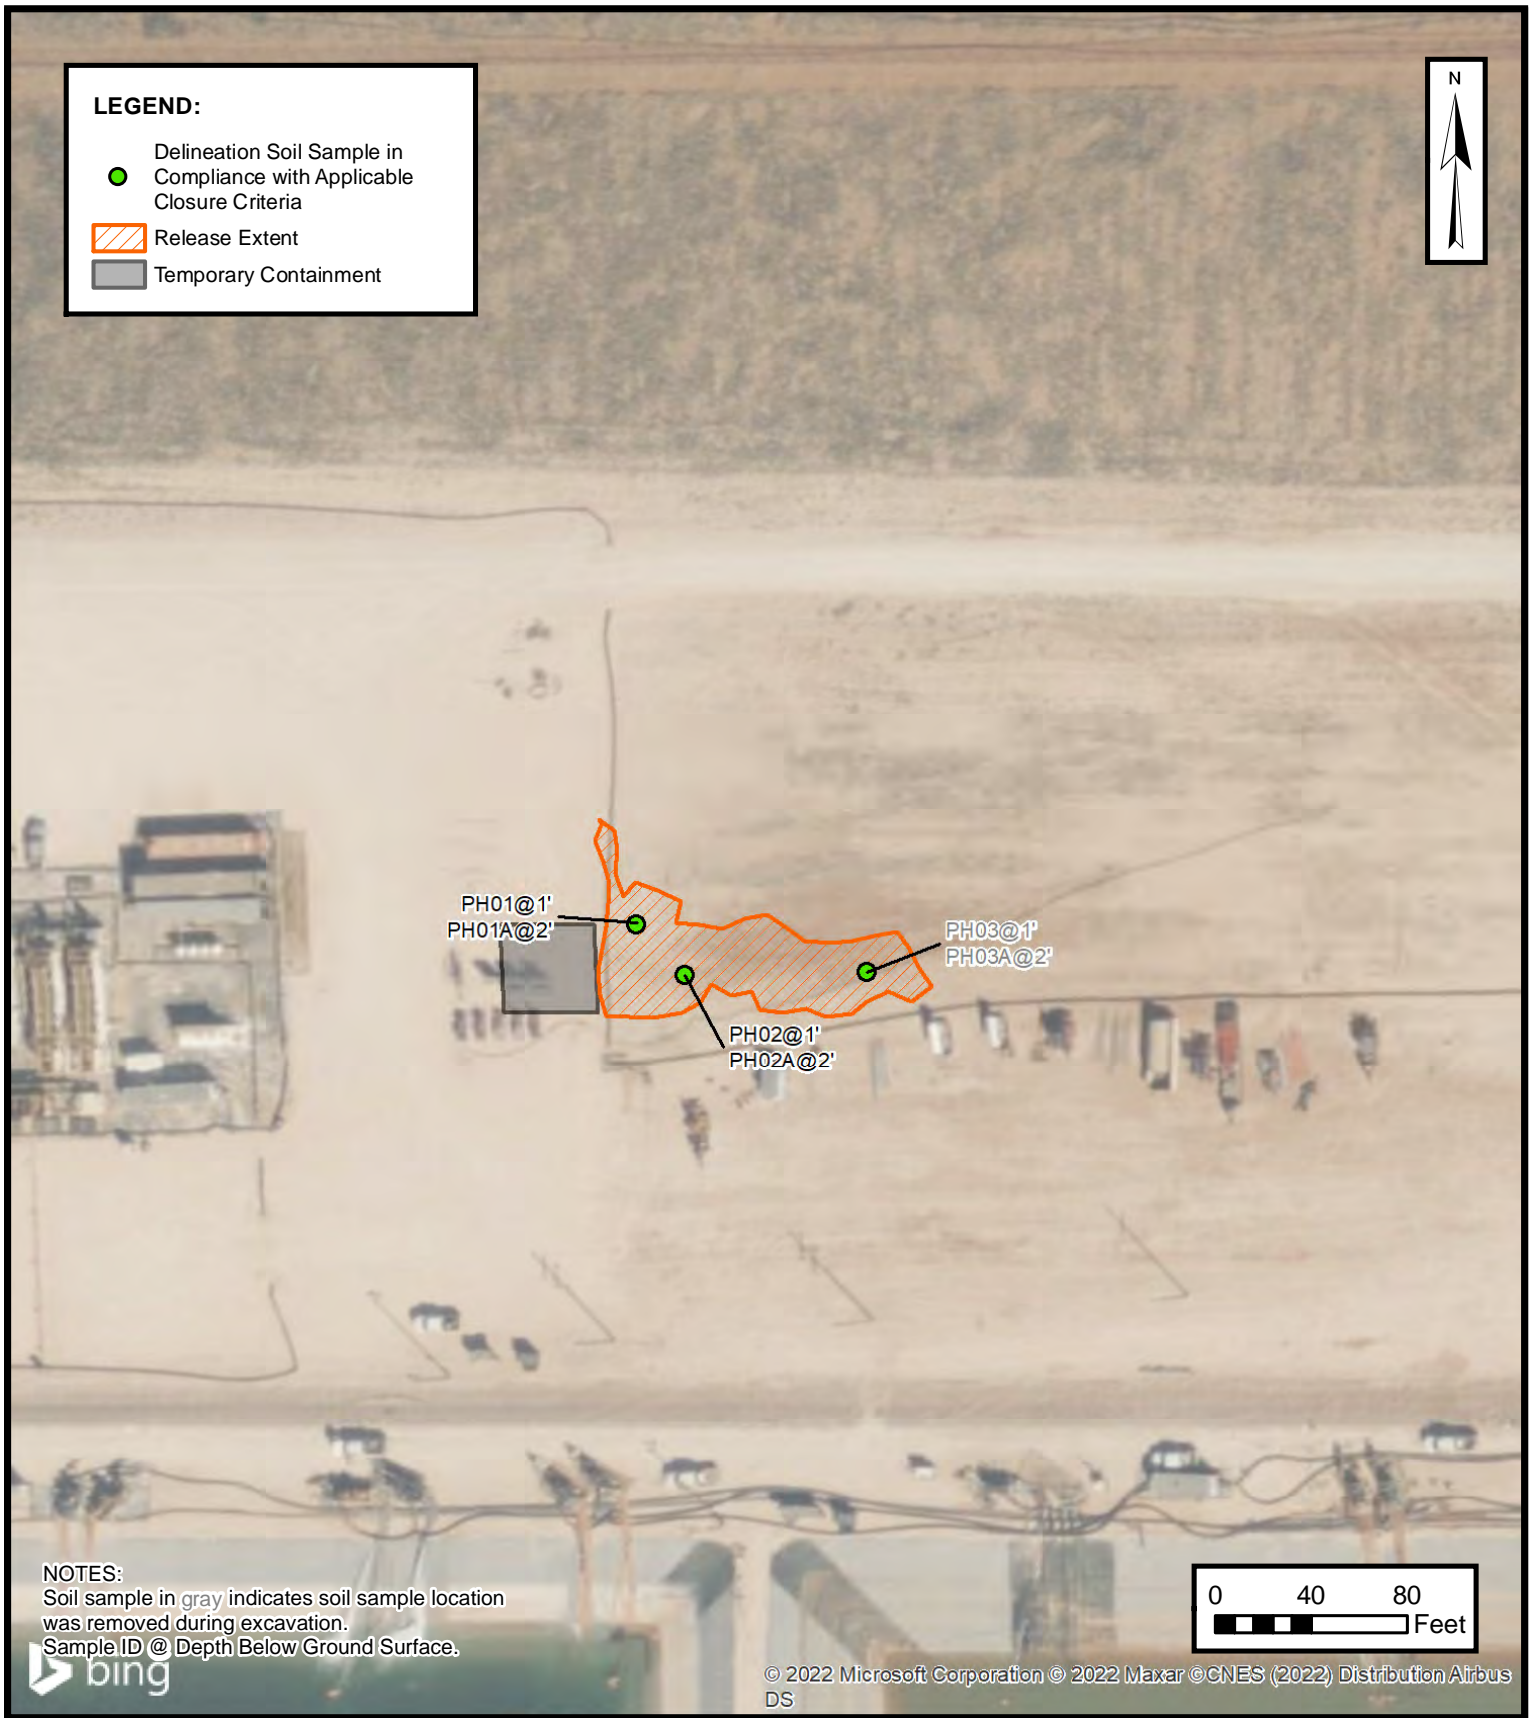 LEGEND:
Delineation Soil Sample in
Compliance with Applicable
Closure Criteria
Release Extent
Temporary Containment
N
PH01@1'
PH01A@2'
PH03@1'
PH03A@2'
PH02@1'
PH02A@2'
NOTES:
Soil sample in gray indicates soil sample location
was removed during excavation.
Sample ID @ Depth Below Ground Surface.
bing
0 40 80
Feet
© 2022 Microsoft Corporation © 2022 Maxar ©CNES (2022) Distribution Airbus
DS